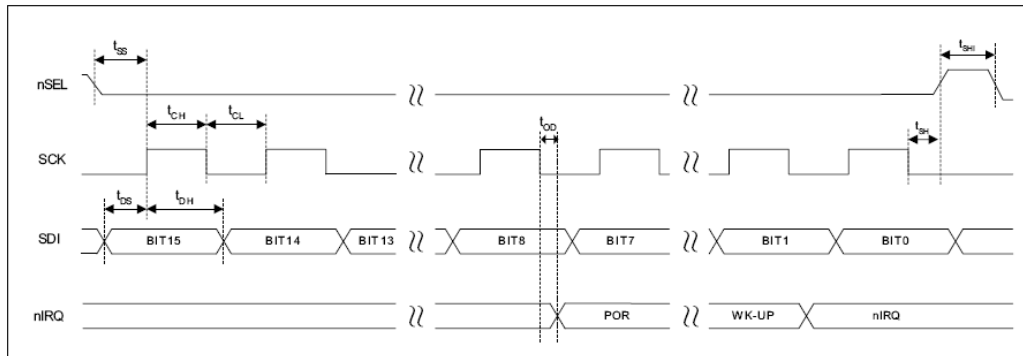 tSS
tSHI
nSEL
tCH
tCL
tOD
tSH
SCK
tDS
tDH
SDI
BIT15
BIT14
BIT13
BIT8
BIT7
BIT1
BIT0
nIRQ
POR
WK-UP
nIRQ